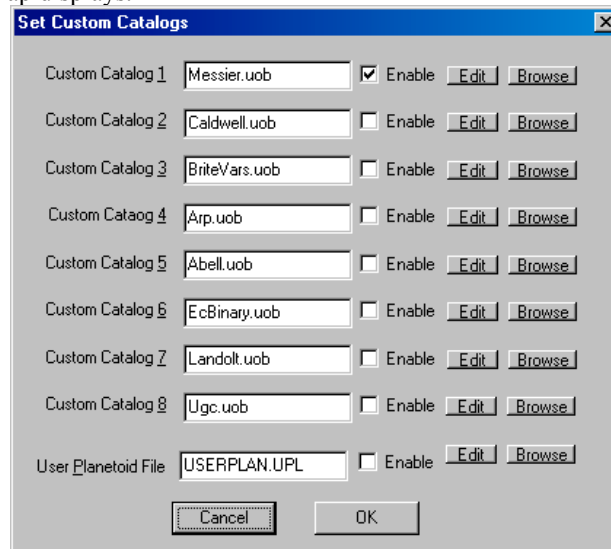 displays.
Set Custom Catalogs
Custom Catalog 1 Messier.uob Enable Edit Browse
Custom Catalog 2 Caldwell.uob Enable Edit Browse
Custom Catalog 3 BriteVars.uob Enable Edit Browse
Custom Cataog 4 Arp.uob Enable Edit Browse
Custom Catalog 5 Abell.uob Enable Edit Browse
Custom Catalog 6 EcBinary.uob Enable Edit Browse
Custom Catalog 7 Landolt.uob Enable Edit Browse
Custom Catalog 8 Ugc.uob Enable Edit Browse
User Planetoid File USERPLAN.UPL Enable Edit Browse
Cancel OK